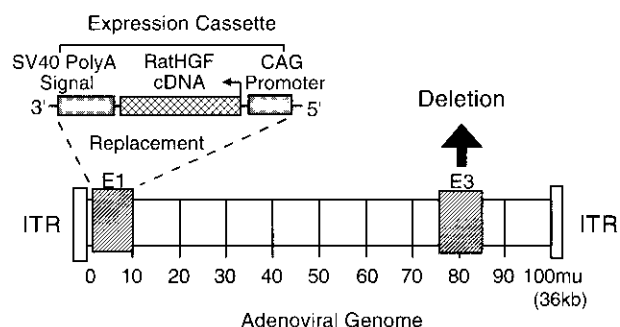 Expression Cassette
SV40 PolyA Signal
RatHGF cDNA
CAG Promoter
3'
5'
Deletion
Replacement
E1
E3
ITR
ITR
0 10 20 30 40 50 60 70 80 90 100mu
(36kb)
Adenoviral Genome